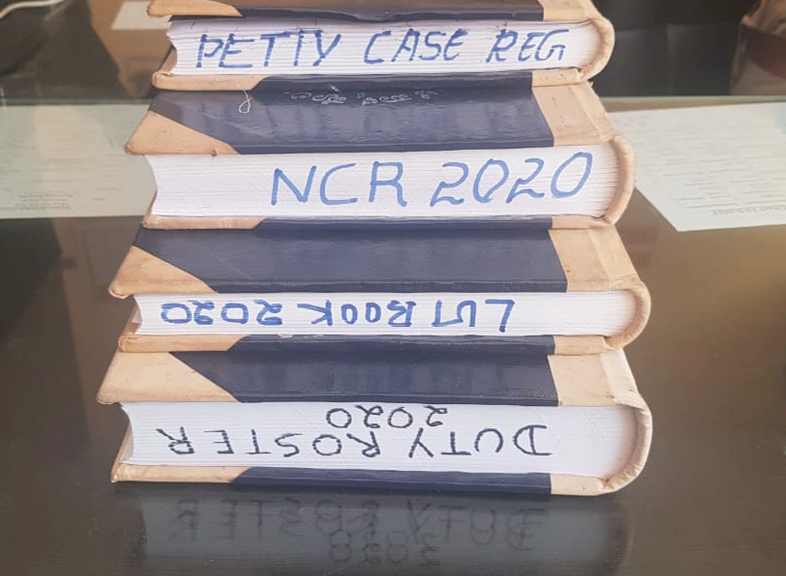 PETTY CASE REG
NCR 2020
LUT BOOK 2020
DUTY ROSTER
2020